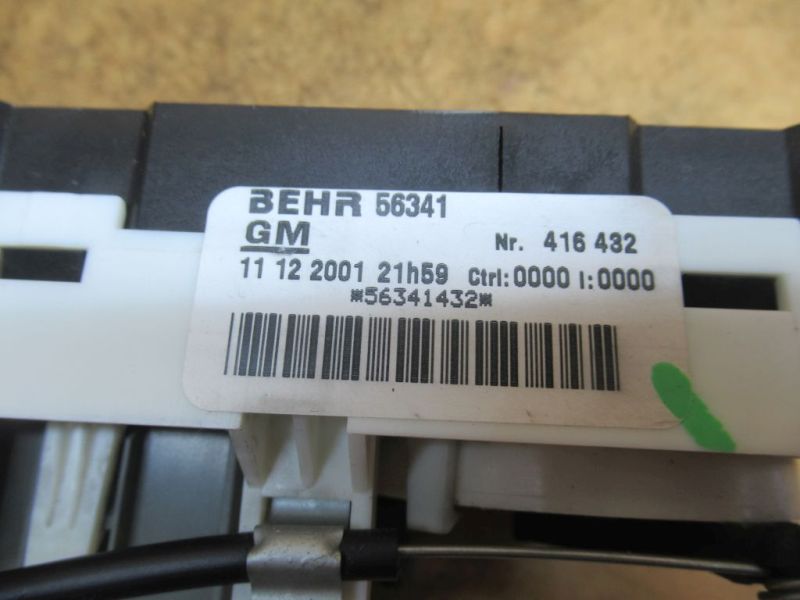 BEHR 56341
GM
Nr. 416 432
11 12 2001 21h59 Ctrl:0000 I:0000
*56341432*